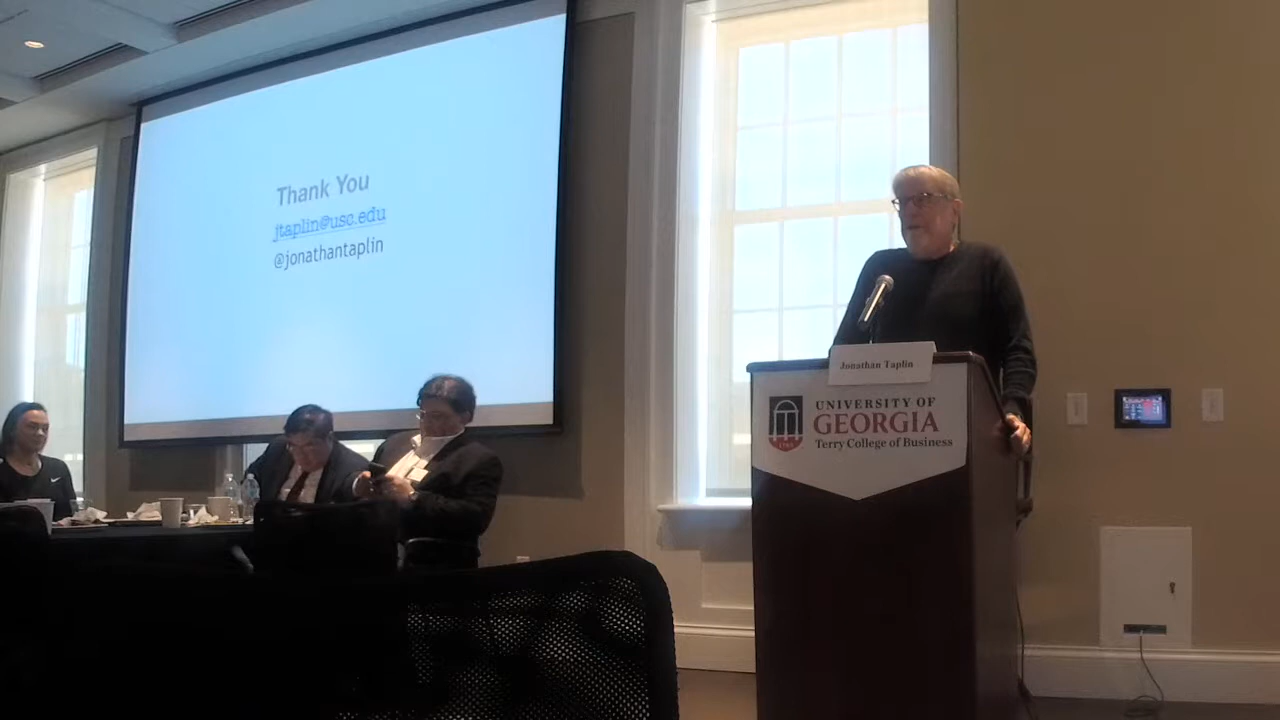 Thank You
jtaplin@usc.edu
@jonathantaplin
Jonathan Taplin
UNIVERSITY OF
GEORGIA
Terry College of Business